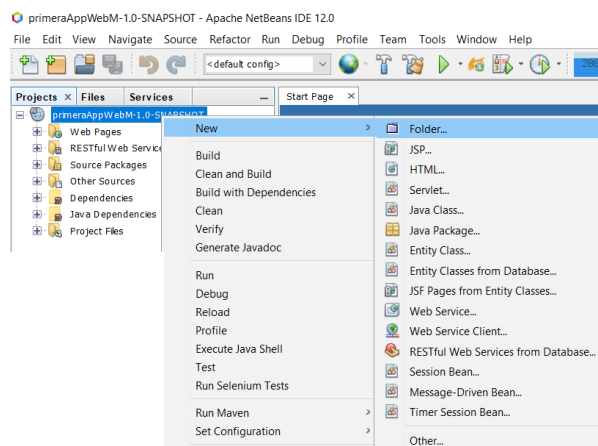 primeraAppWebM-1.0-SNAPSHOT - Apache NetBeans IDE 12.0
File Edit View Navigate Source Refactor Run Debug Profile Team Tools Window Help
<default config>
286
Projects × Files Services
Start Page ×
primeraAppWebM-1.0-SNAPSHOT
Web Pages
RESTful Web Service
Source Packages
Other Sources
Dependencies
Java Dependencies
Project Files
New
Build
Clean and Build
Build with Dependencies
Clean
Verify
Generate Javadoc
Run
Debug
Reload
Profile
Execute Java Shell
Test
Run Selenium Tests
Run Maven
Set Configuration
Folder...
JSP...
HTML...
Servlet...
Java Class...
Java Package...
Entity Class...
Entity Classes from Database...
JSF Pages from Entity Classes...
Web Service...
Web Service Client...
RESTful Web Services from Database...
Session Bean...
Message-Driven Bean...
Timer Session Bean...
Other...